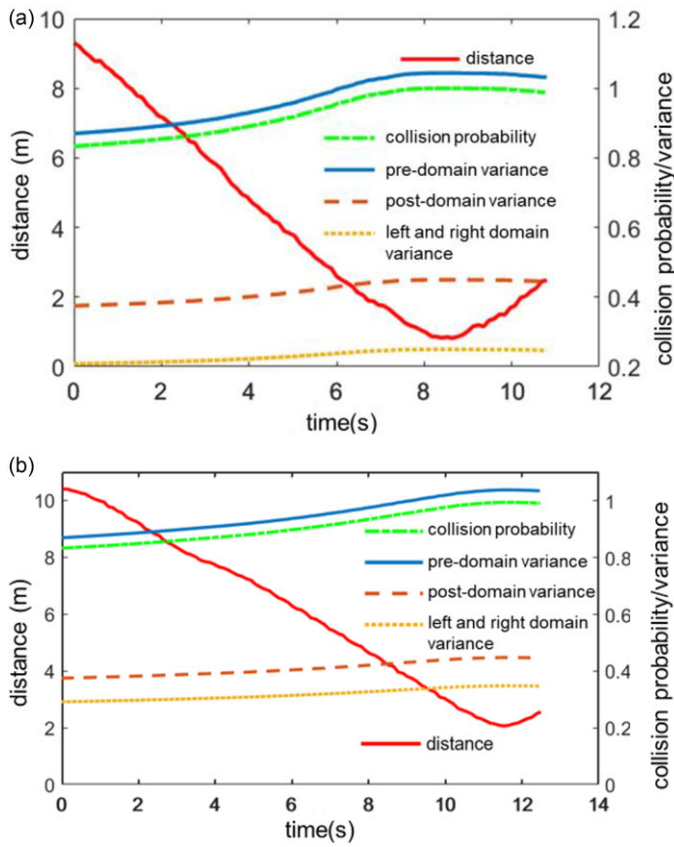 (a)
10
8
6
4
2
0
distance (m)
1.2
1
0.8
0.6
0.4
0.2
collision probability/variance
distance
collision probability
pre-domain variance
post-domain variance
left and right domain
variance
0 2 4 6 8 10 12
time(s)
(b)
10
8
6
4
2
0
distance (m)
1
0.8
0.6
0.4
0.2
0
collision probability/variance
collision probability
pre-domain variance
post-domain variance
left and right domain
variance
distance
0 2 4 6 8 10 12 14
time(s)